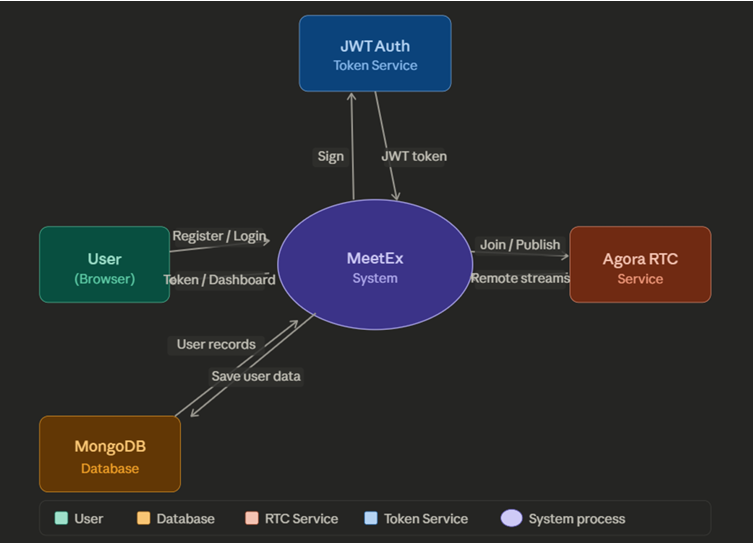 JWT Auth
Token Service
Sign
JWT token
Register / Login
Join / Publish
User
(Browser)
MeetEx
System
Agora RTC
Service
Token / Dashboard
Remote streams
User records
Save user data
MongoDB
Database
User
Database
RTC Service
Token Service
System process